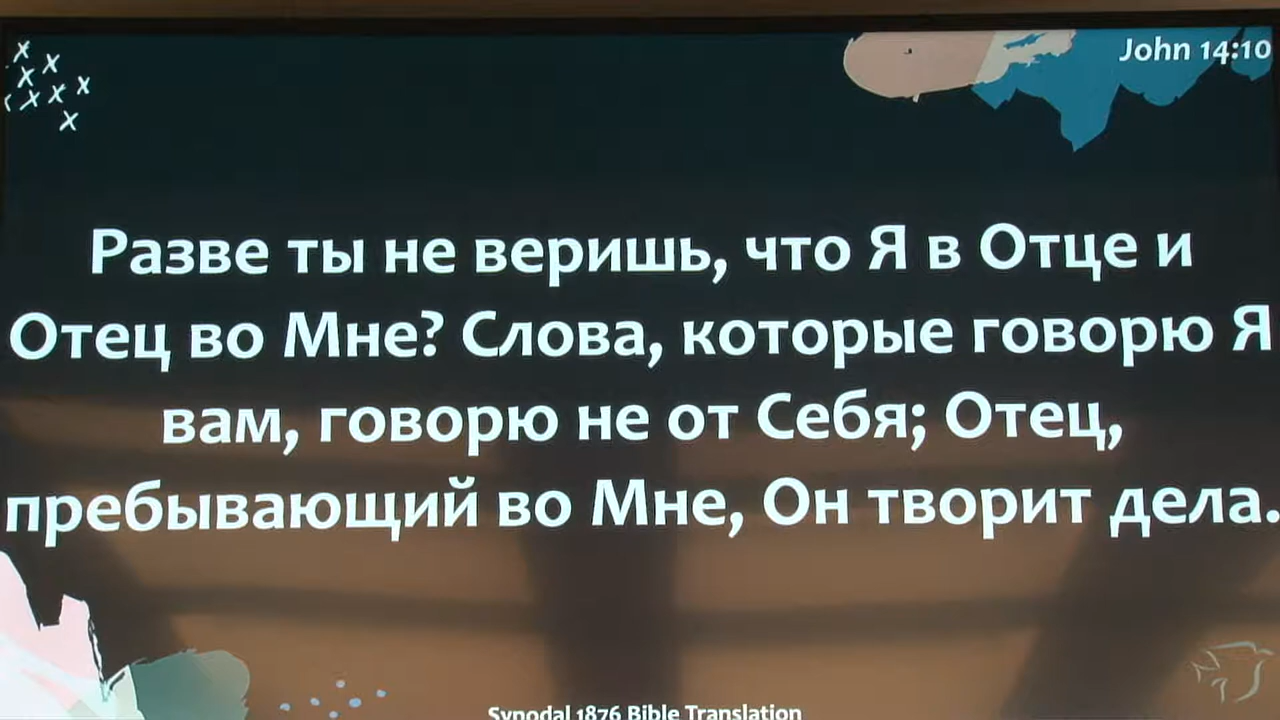 John 14:10
Разве ты не веришь, что Я в Отце и
Отец во Мне? Слова, которые говорю Я
вам, говорю не от Себя; Отец,
пребывающий во Мне, Он творит дела.
Synodal 1876 Bible Translation